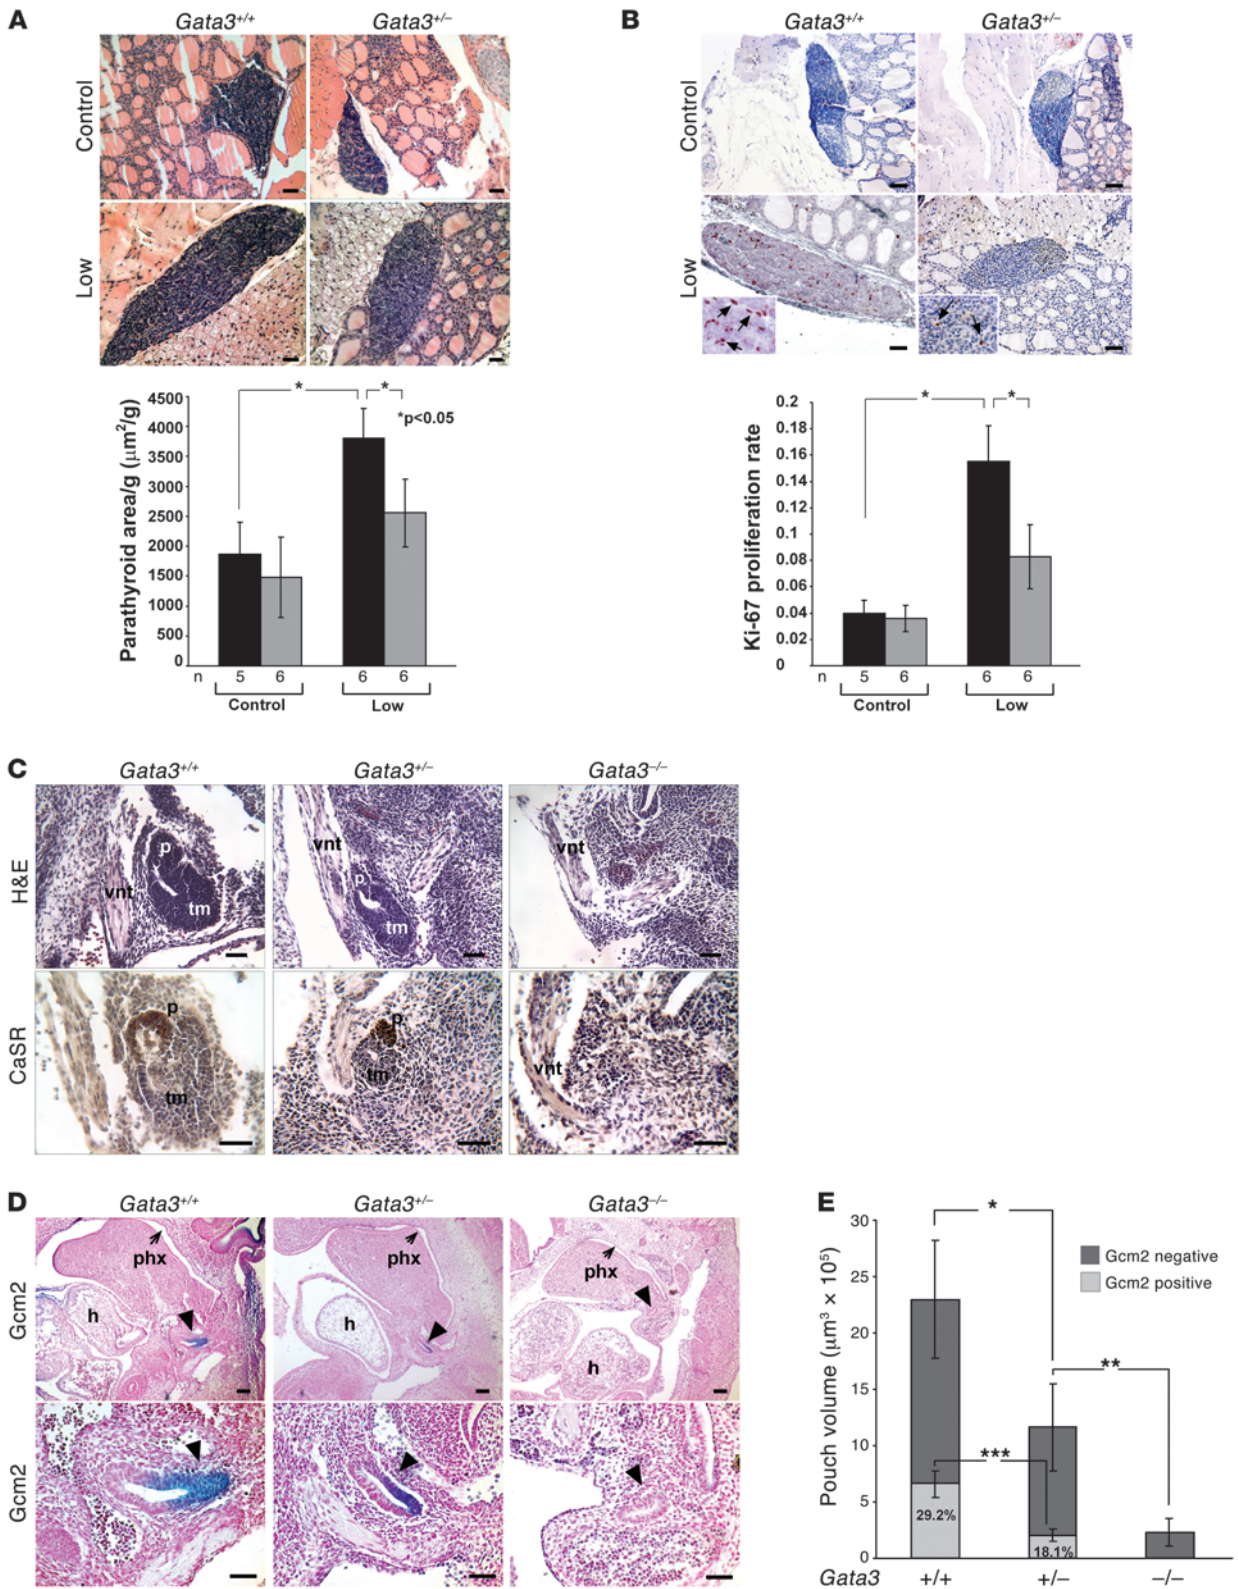 A
Gata3+/+
Gata3+/–
Control
Low
Parathyroid area/g (μm2/g)
4500
4000
3500
3000
2500
2000
1500
1000
500
0
*
*
*p<0.05
n
5
6
6
6
Control
Low
B
Gata3+/+
Gata3+/–
Control
Low
Ki-67 proliferation rate
0.2
0.18
0.16
0.14
0.12
0.1
0.08
0.06
0.04
0.02
0
*
*
n
5
6
6
6
Control
Low
C
Gata3+/+
Gata3+/–
Gata3–/–
H&E
p
vnt
tm
vnt
p
tm
vnt
CaSR
p
tm
p
tm
vnt
D
Gata3+/+
Gata3+/–
Gata3–/–
Gcm2
phx
h
phx
h
phx
h
Gcm2
E
Pouch volume (μm3 × 105)
30
25
20
15
10
5
0
*
**
***
Gcm2 negative
Gcm2 positive
29.2%
18.1%
Gata3 +/+ +/– –/–